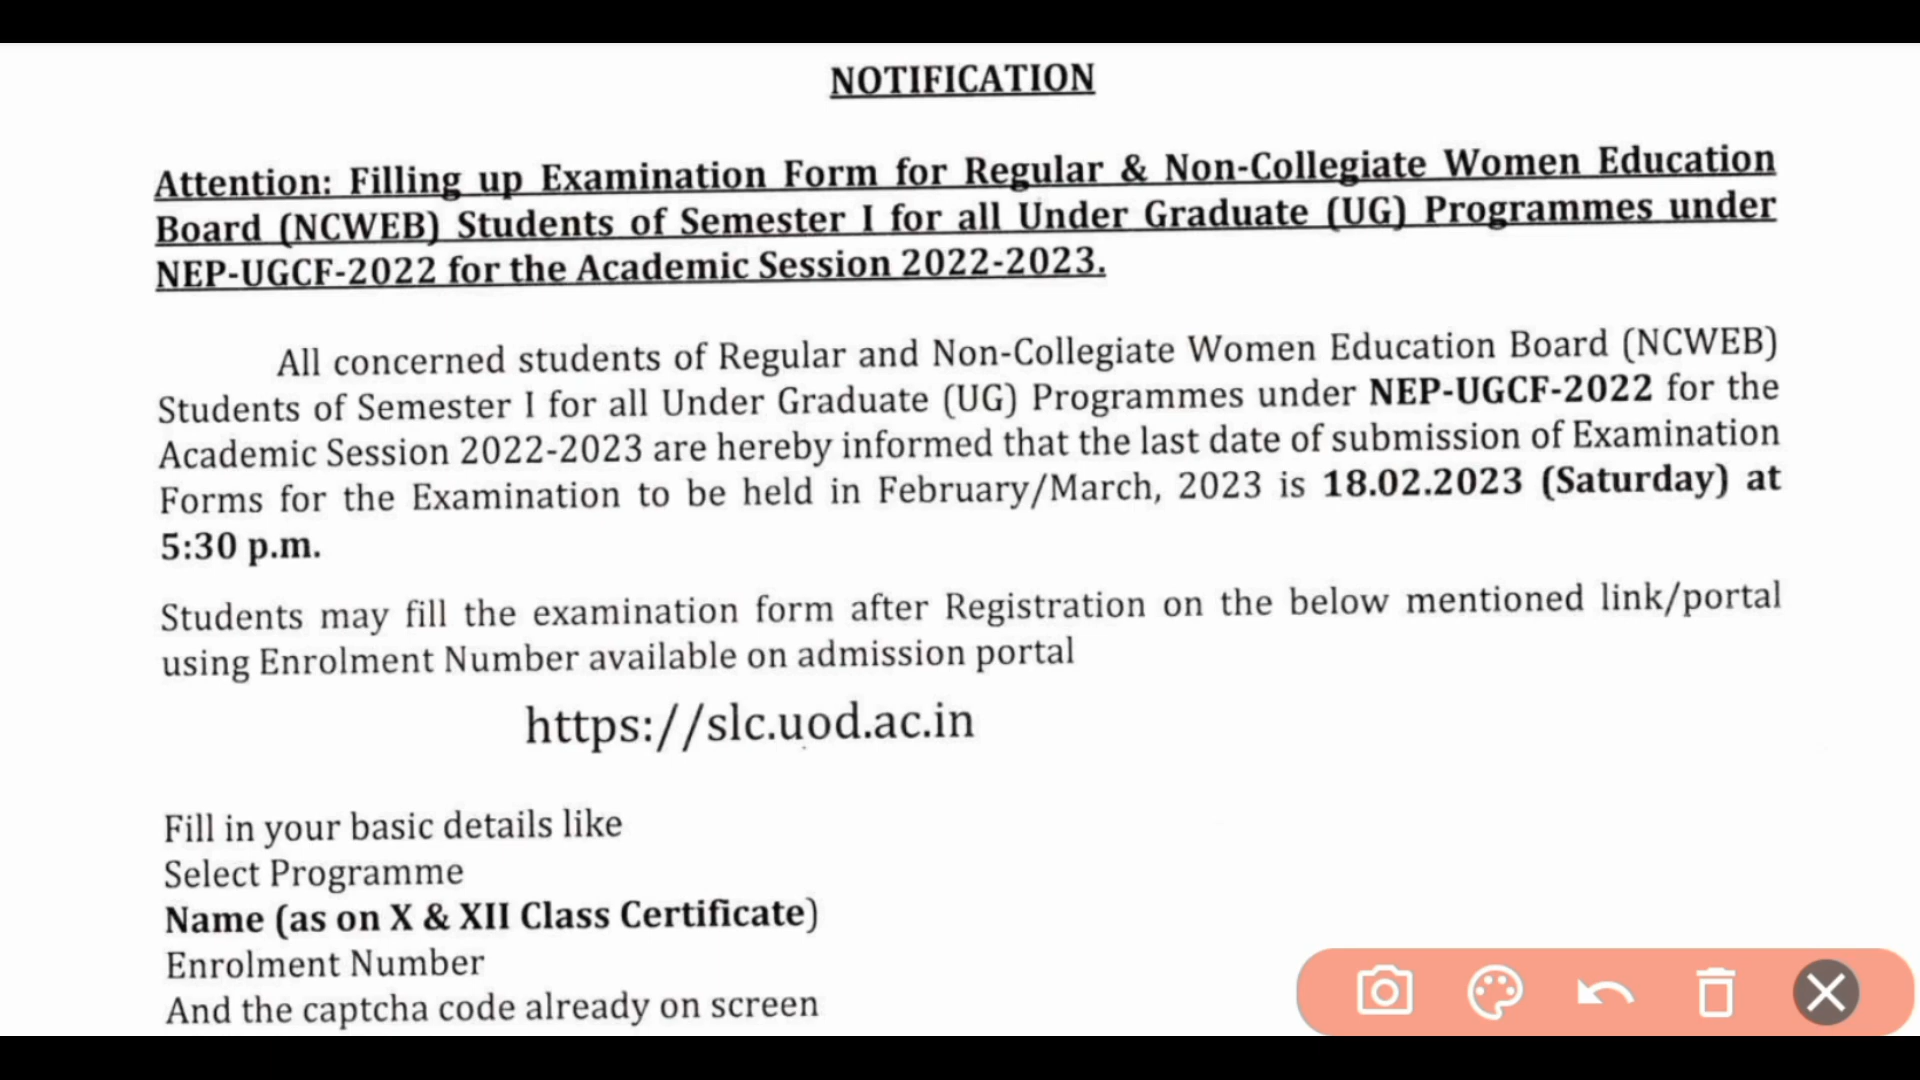 NOTIFICATION
Attention: Filling up Examination Form for Regular & Non-Collegiate Women Education
Board (NCWEB) Students of Semester I for all Under Graduate (UG) Programmes under
NEP-UGCF-2022 for the Academic Session 2022-2023.
All concerned students of Regular and Non-Collegiate Women Education Board (NCWEB)
Students of Semester I for all Under Graduate (UG) Programmes under NEP-UGCF-2022 for the
Academic Session 2022-2023 are hereby informed that the last date of submission of Examination
Forms for the Examination to be held in February/March, 2023 is 18.02.2023 (Saturday) at
5:30 p.m.
Students may fill the examination form after Registration on the below mentioned link/portal
using Enrolment Number available on admission portal
https://slc.uod.ac.in
Fill in your basic details like
Select Programme
Name (as on X & XII Class Certificate)
Enrolment Number
And the captcha code already on screen